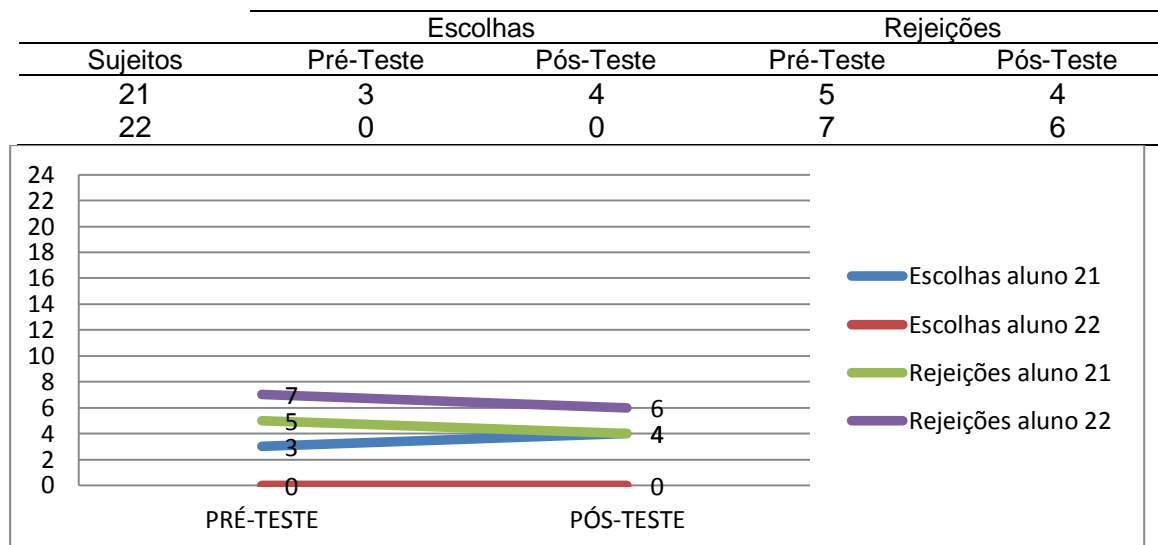 Escolhas Rejeições
Sujeitos Pré-Teste Pós-Teste Pré-Teste Pós-Teste
21 3 4 5 4
22 0 0 7 6
24
22
20
18
16
14
12
10
8
6
4
2
0
7
5
3
0
6
4
4
0
PRÉ-TESTE PÓS-TESTE
Escolhas aluno 21
Escolhas aluno 22
Rejeições aluno 21
Rejeições aluno 22